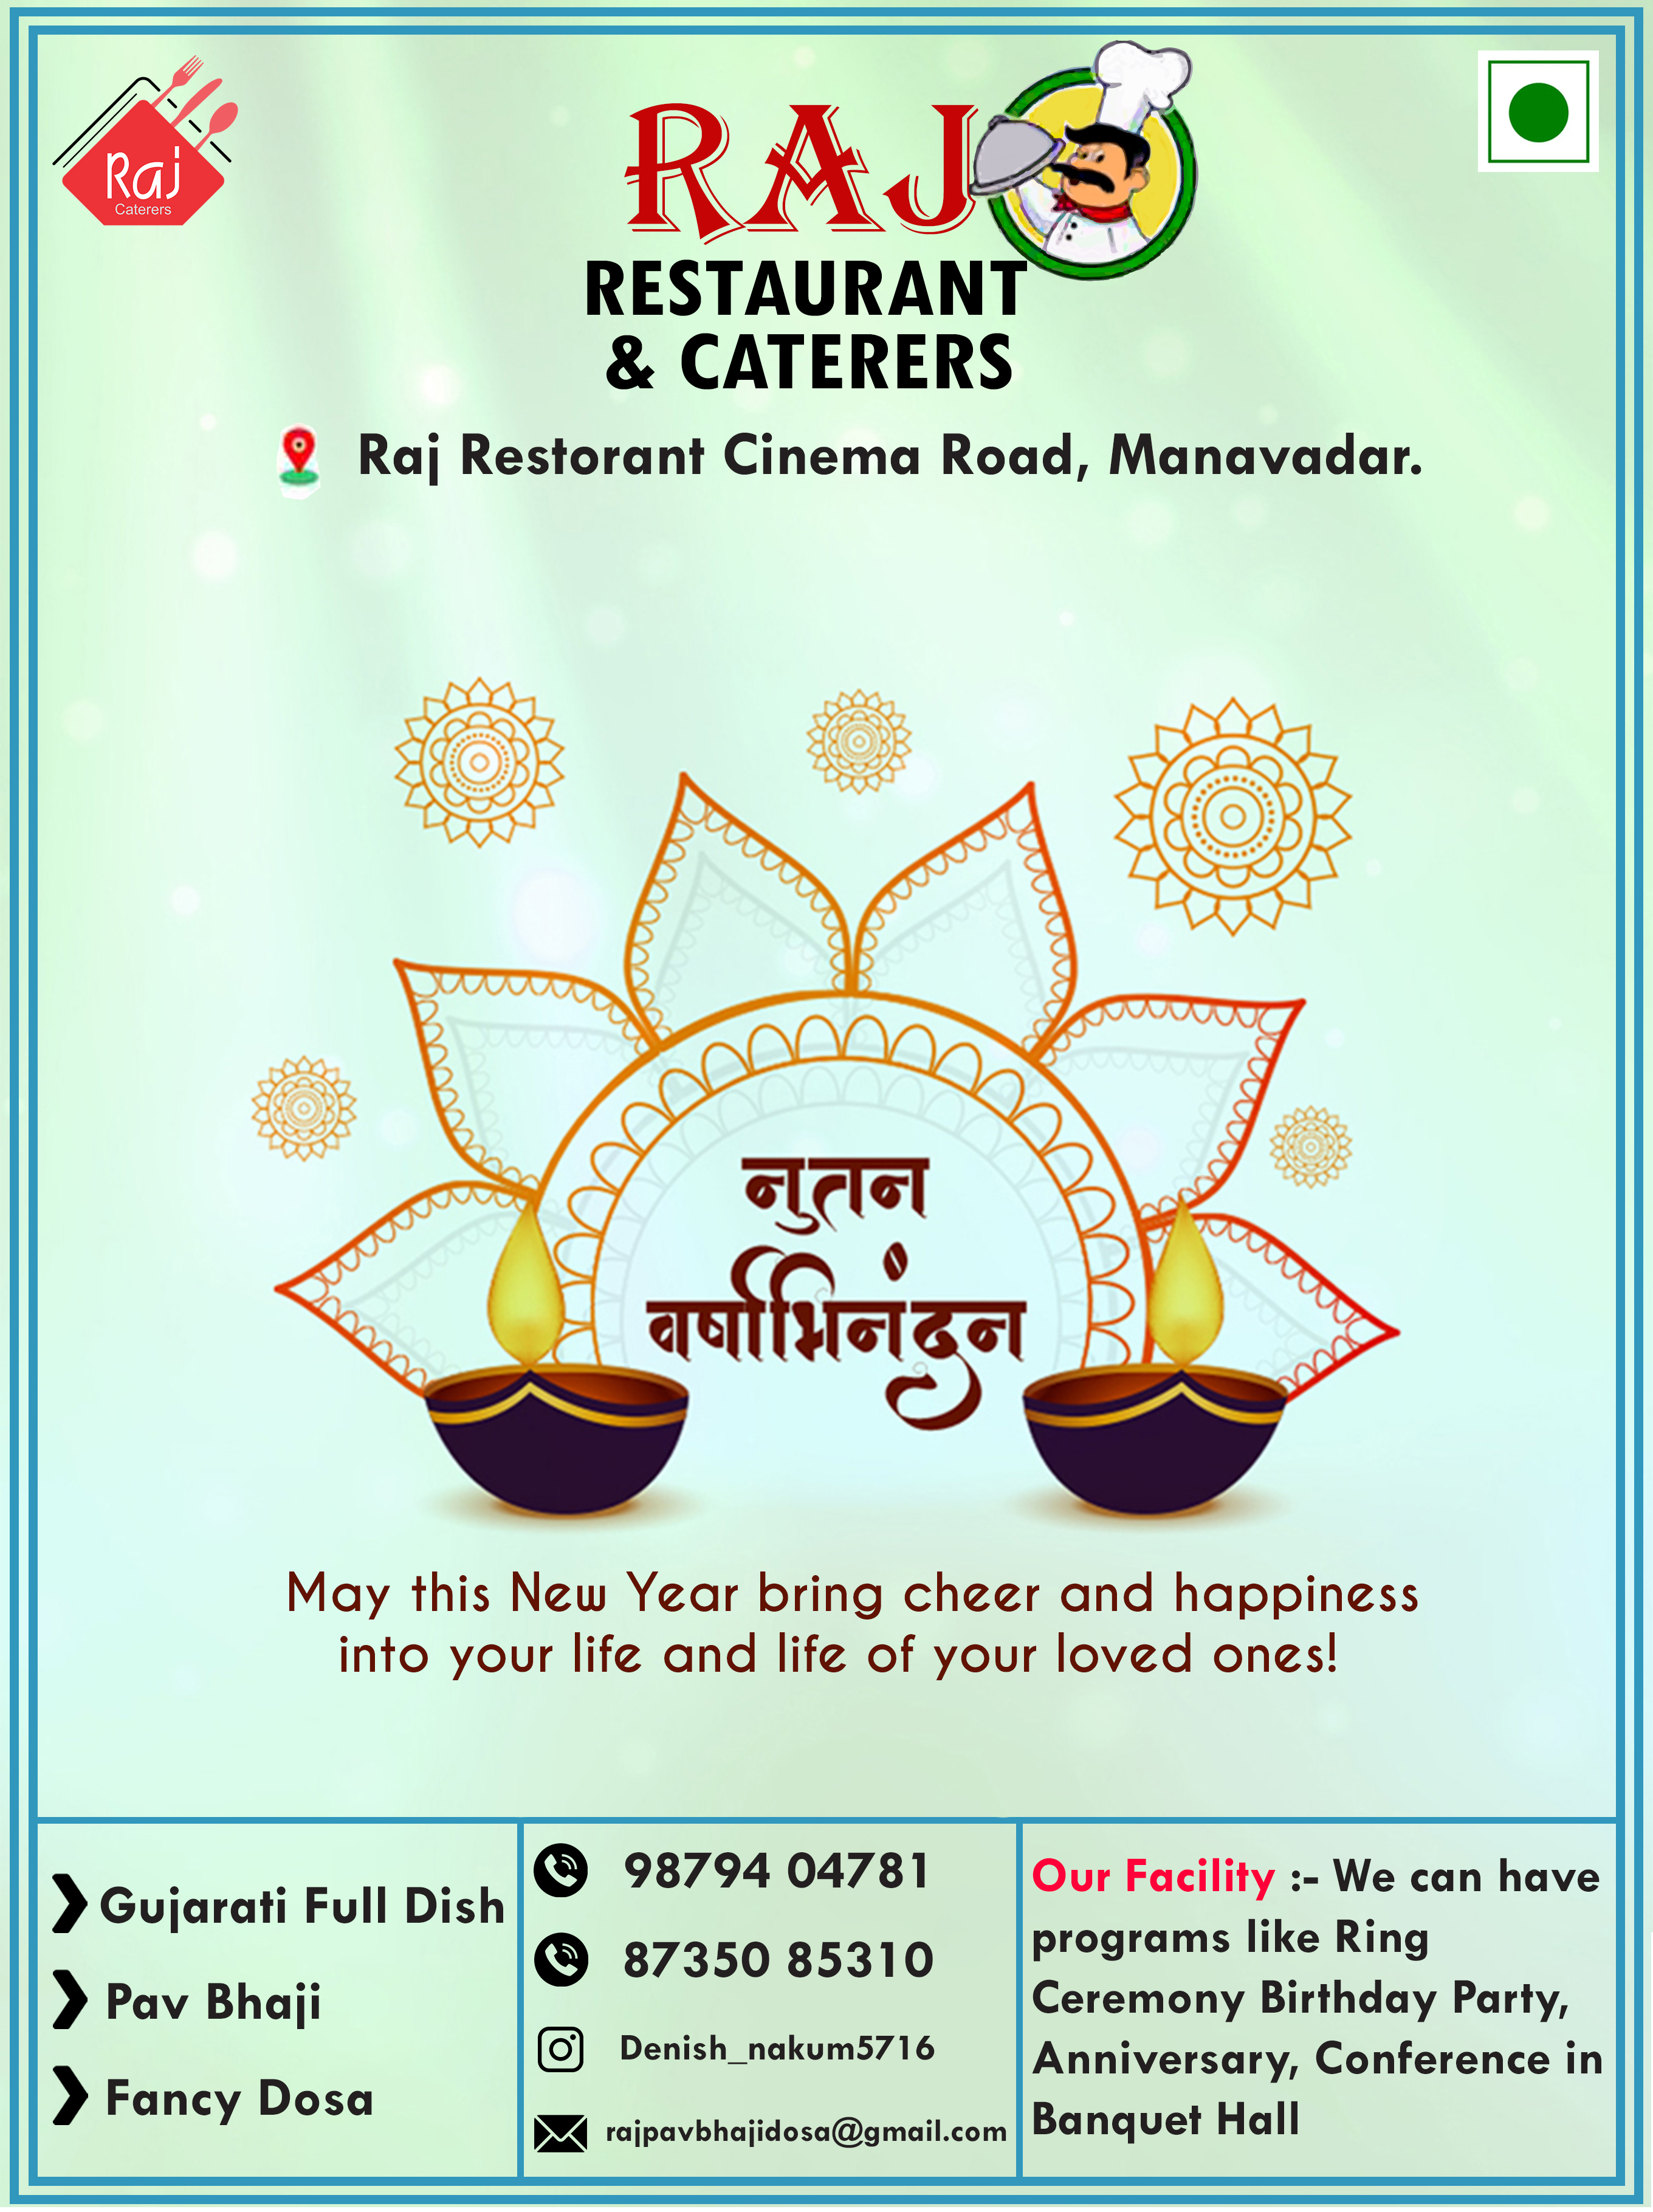 Raj
Caterers
RAJ
RESTAURANT
& CATERERS
Raj Restorant Cinema Road, Manavadar.
नुतन
वर्षाभिनंदन
May this New Year bring cheer and happiness
into your life and life of your loved ones!
Gujarati Full Dish
Pav Bhaji
Fancy Dosa
98794 04781
87350 85310
Denish_nakum5716
rajpavbhajidosa@gmail.com
Our Facility :- We can have
programs like Ring
Ceremony Birthday Party,
Anniversary, Conference in
Banquet Hall